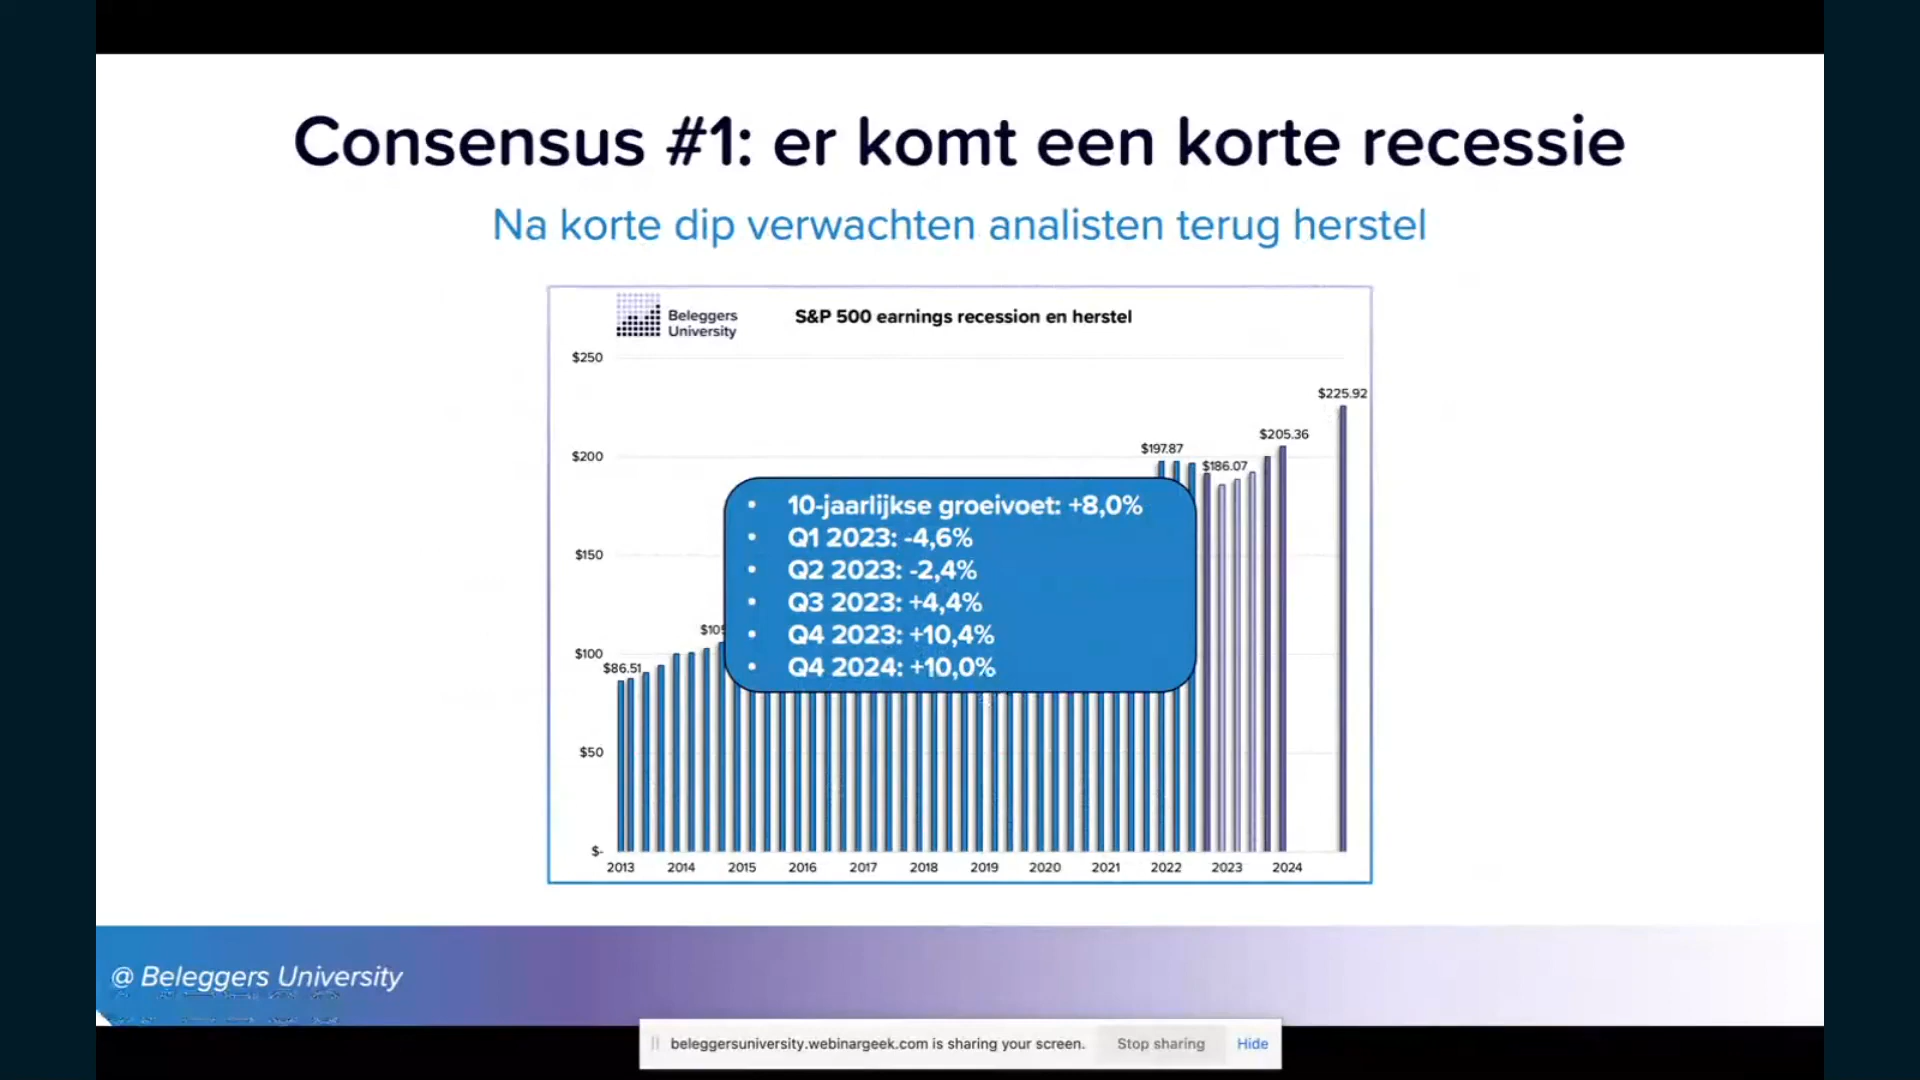 Consensus #1: er komt een korte recessie
Na korte dip verwachten analisten terug herstel
Beleggers
University
S&P 500 earnings recession en herstel
$250
$225.92
$205.36
$197.87
$200
$186.07
• 10-jaarlijkse groeivoet: +8,0%
• Q1 2023: -4,6%
$150
• Q2 2023: -2,4%
• Q3 2023: +4,4%
$105
• Q4 2023: +10,4%
$100
$86.51
• Q4 2024: +10,0%
$50
$-
2013 2014 2015 2016 2017 2018 2019 2020 2021 2022 2023 2024
@ Beleggers University
beleggersuniversity.webinargeek.com is sharing your screen. Stop sharing Hide